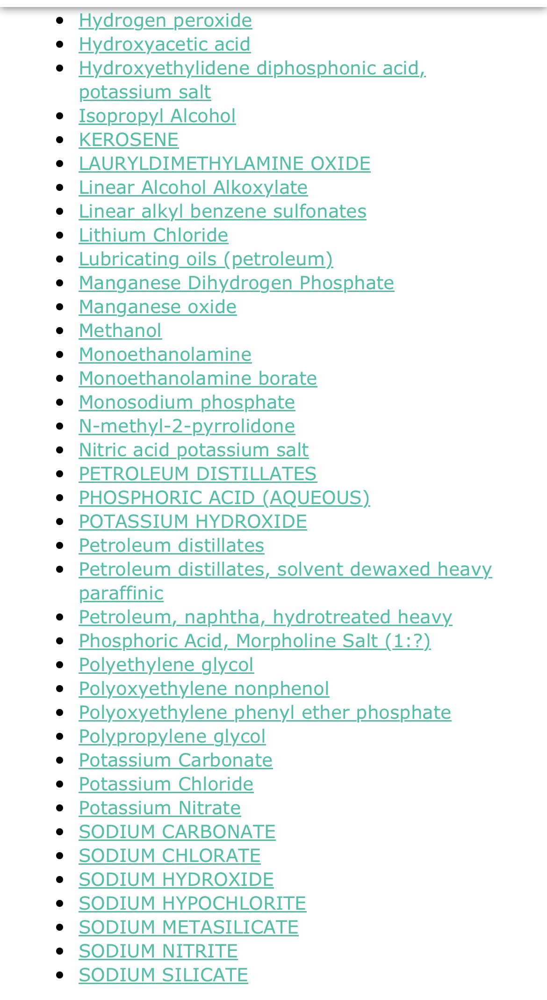 Hydrogen peroxide
Hydroxyacetic acid
Hydroxyethylidene diphosphonic acid,
potassium salt
Isopropyl Alcohol
KEROSENE
LAURYLDIMETHYLAMINE OXIDE
Linear Alcohol Alkoxylate
Linear alkyl benzene sulfonates
Lithium Chloride
Lubricating oils (petroleum)
Manganese Dihydrogen Phosphate
Manganese oxide
Methanol
Monoethanolamine
Monoethanolamine borate
Monosodium phosphate
N-methyl-2-pyrrolidone
Nitric acid potassium salt
PETROLEUM DISTILLATES
PHOSPHORIC ACID (AQUEOUS)
POTASSIUM HYDROXIDE
Petroleum distillates
Petroleum distillates, solvent dewaxed heavy
paraffinic
Petroleum, naphtha, hydrotreated heavy
Phosphoric Acid, Morpholine Salt (1:?)
Polyethylene glycol
Polyoxyethylene nonphenol
Polyoxyethylene phenyl ether phosphate
Polypropylene glycol
Potassium Carbonate
Potassium Chloride
Potassium Nitrate
SODIUM CARBONATE
SODIUM CHLORATE
SODIUM HYDROXIDE
SODIUM HYPOCHLORITE
SODIUM METASILICATE
SODIUM NITRITE
SODIUM SILICATE